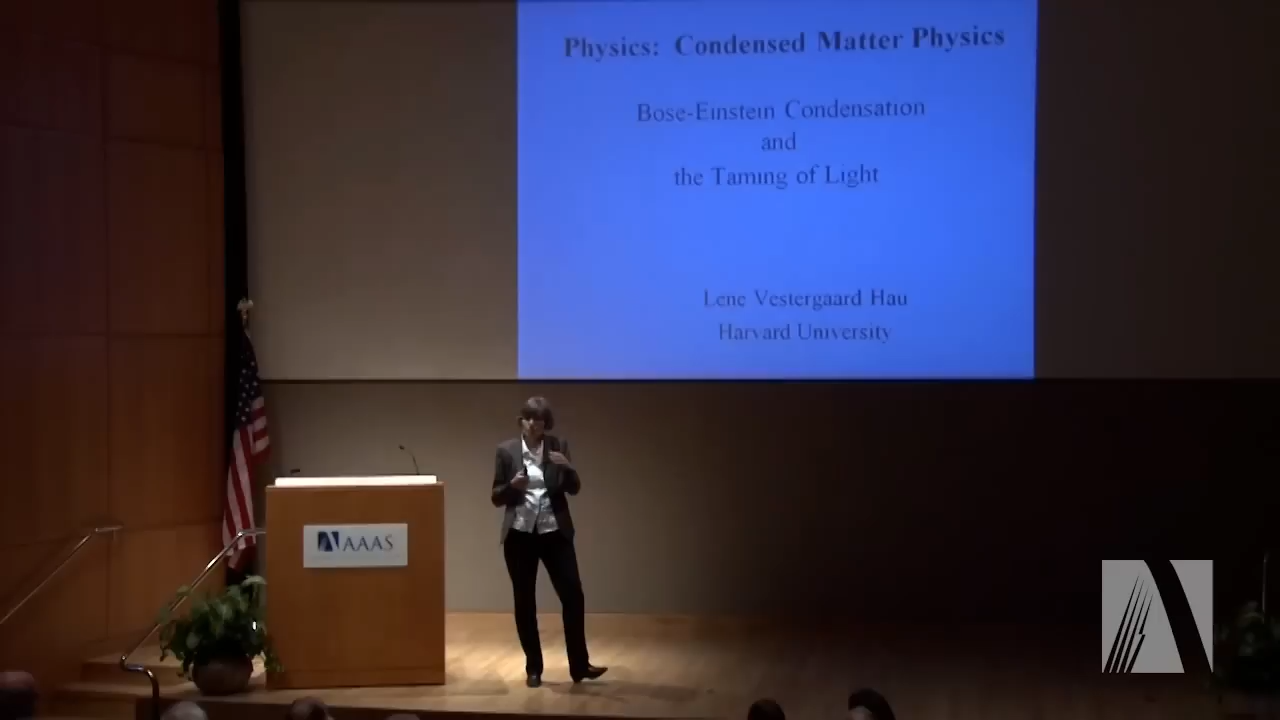 Physics: Condensed Matter Physics
Bose-Einstein Condensation
and
the Taming of Light
Lene Vestergaard Hau
Harvard University
AAAS